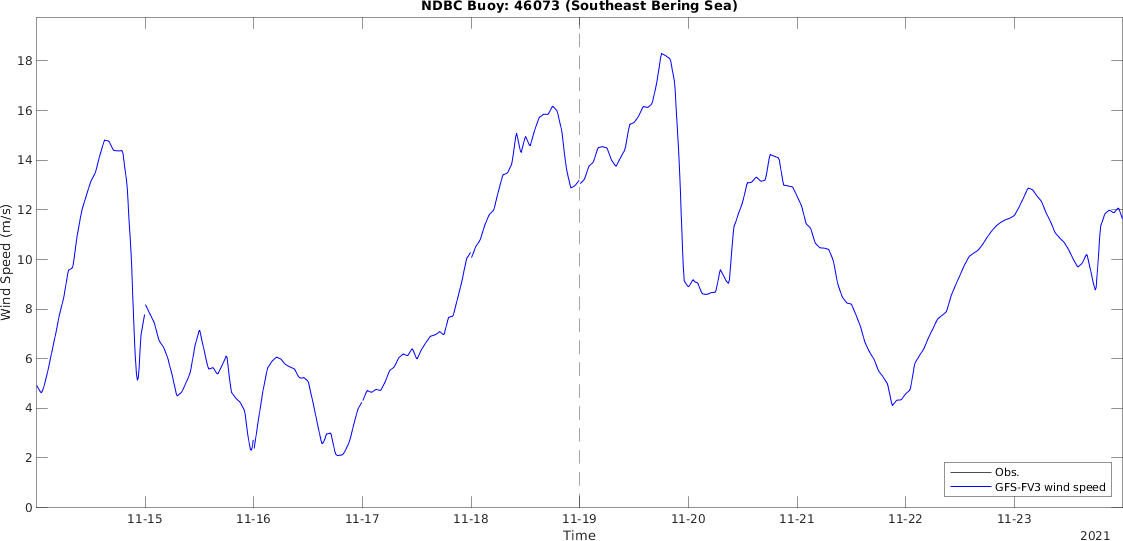 NDBC Buoy: 46073 (Southeast Bering Sea)
Wind Speed (m/s)
18
16
14
12
10
8
6
4
2
0
11-15 11-16 11-17 11-18 11-19 11-20 11-21 11-22 11-23
Time
2021
Obs.
GFS-FV3 wind speed